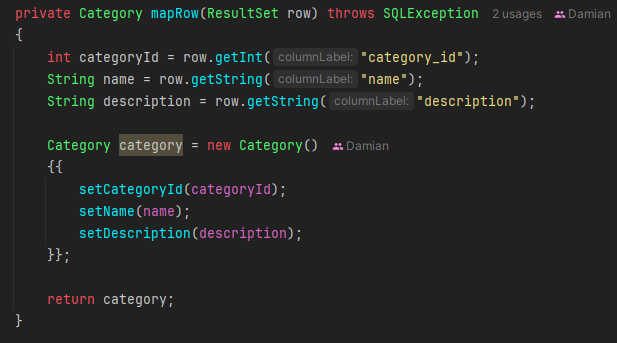 private Category mapRow(ResultSet row) throws SQLException 2 usages Damian
{
int categoryId = row.getInt( columnLabel: "category_id");
String name = row.getString( columnLabel: "name");
String description = row.getString( columnLabel: "description");
Category category = new Category() Damian
{{
setCategoryId(categoryId);
setName(name);
setDescription(description);
}};
return category;
}